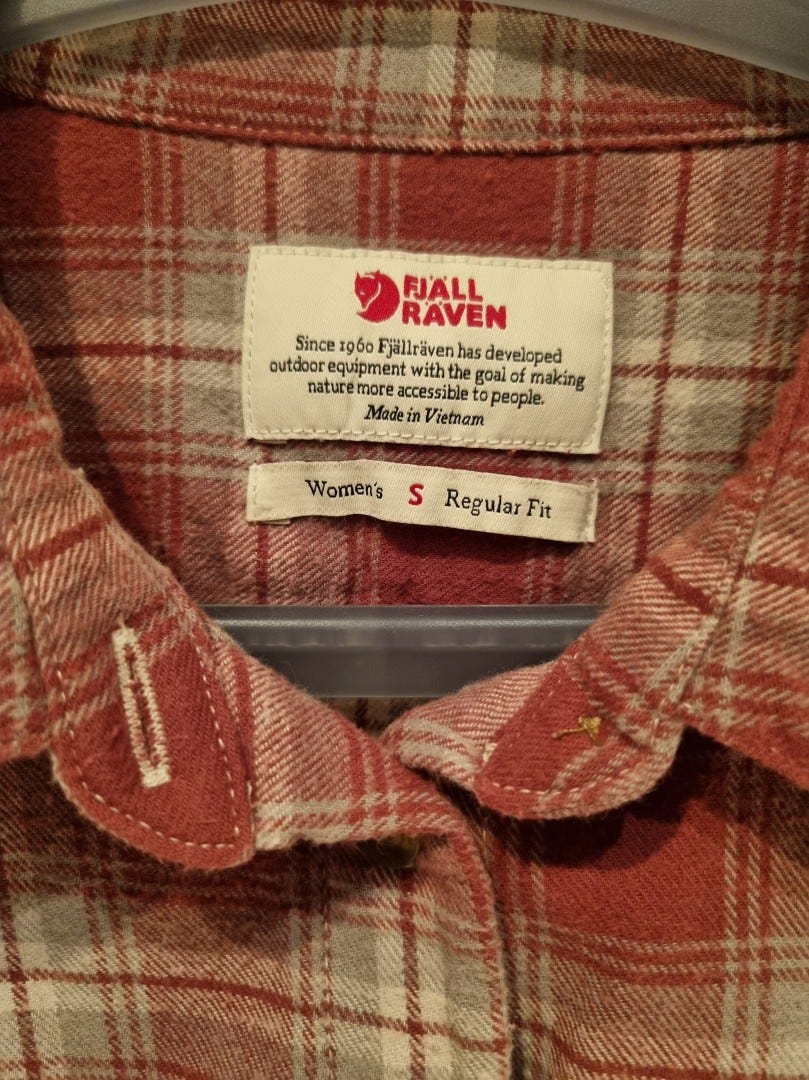 FJÄLL
RÄVEN
Since 1960 Fjällräven has developed
outdoor equipment with the goal of making
nature more accessible to people.
Made in Vietnam
Women's S Regular Fit